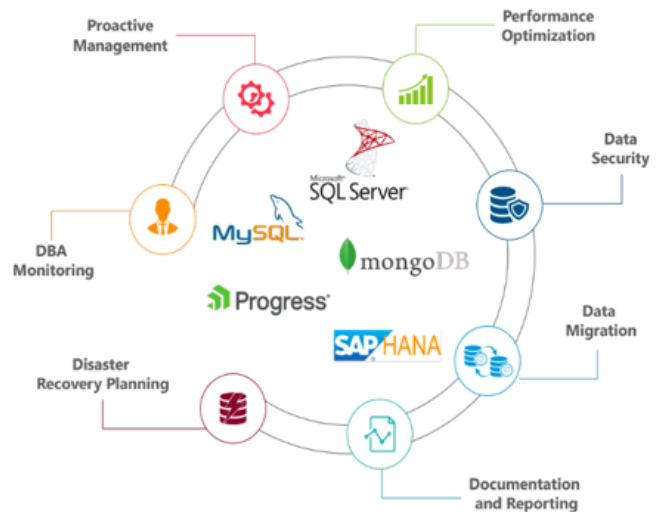 Proactive
Management
Performance
Optimization
Data
Security
Microsoft
SQL Server
MySQL
DBA
Monitoring
mongoDB
Progress
Data
Migration
SAP HANA
Disaster
Recovery Planning
Documentation
and Reporting